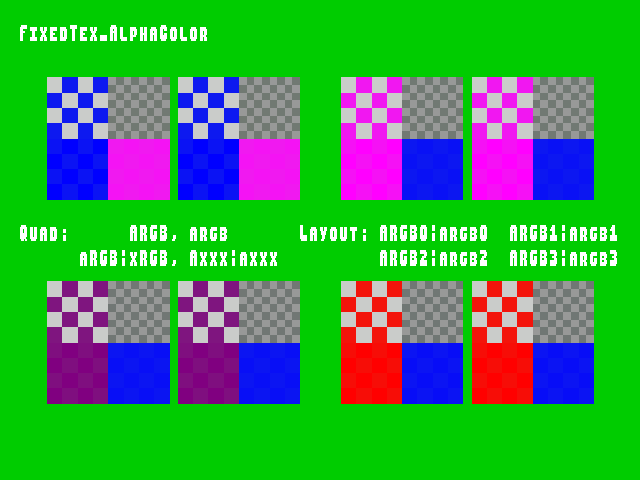 FixedTex_AlphaColor
Quad: ARGB, argb Layout: ARGB0|argb0 ARGB1|argb1
aRGB|xRGB, Axxx|axxx ARGB2|argb2 ARGB3|argb3